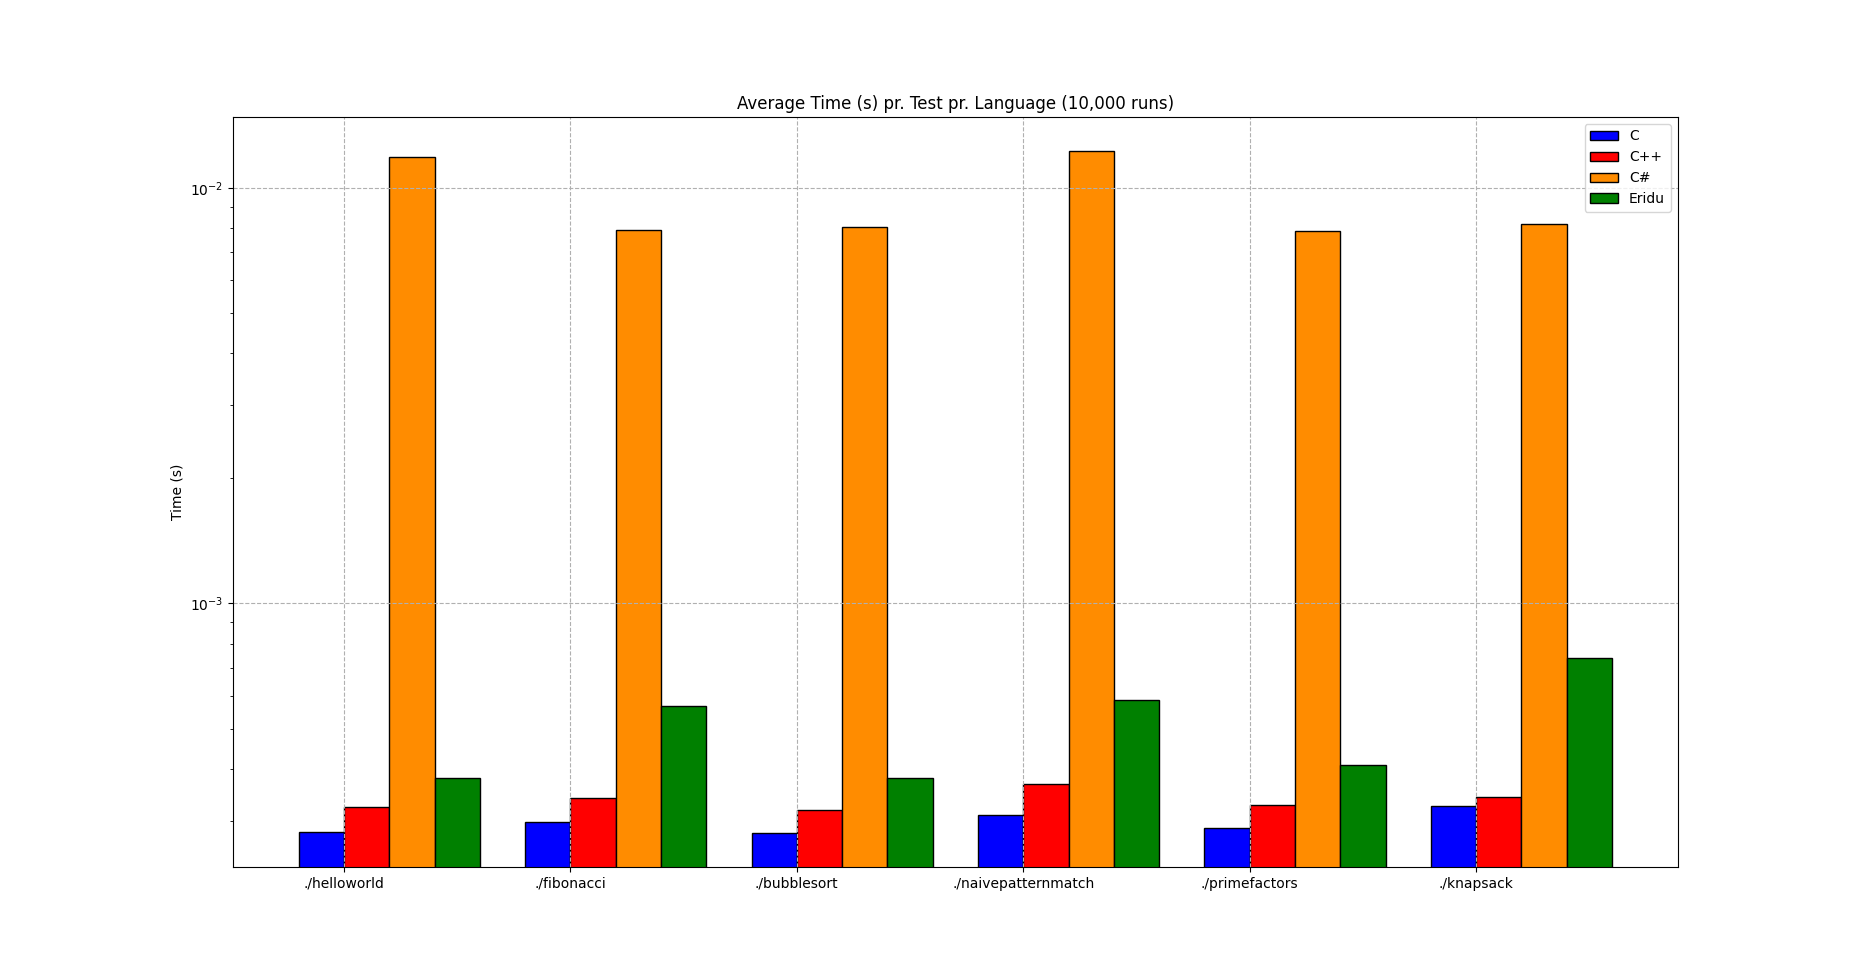 Average Time (s) pr. Test pr. Language (10,000 runs)
C
C++
C#
Eridu
10⁻²
10⁻³
Time (s)
./helloworld
./fibonacci
./bubblesort
./naivepatternmatch
./primefactors
./knapsack